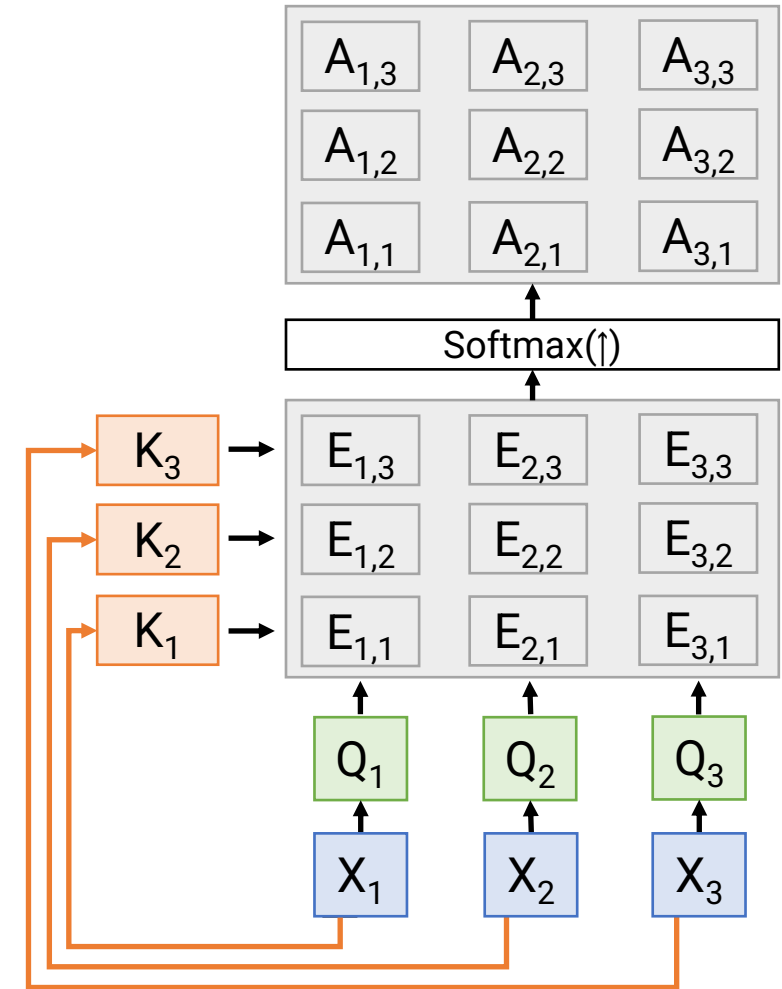 A₁,₃ A₂,₃ A₃,₃
A₁,₂ A₂,₂ A₃,₂
A₁,₁ A₂,₁ A₃,₁
Softmax(↑)
K₃ E₁,₃ E₂,₃ E₃,₃
K₂ E₁,₂ E₂,₂ E₃,₂
K₁ E₁,₁ E₂,₁ E₃,₁
Q₁ Q₂ Q₃
X₁ X₂ X₃